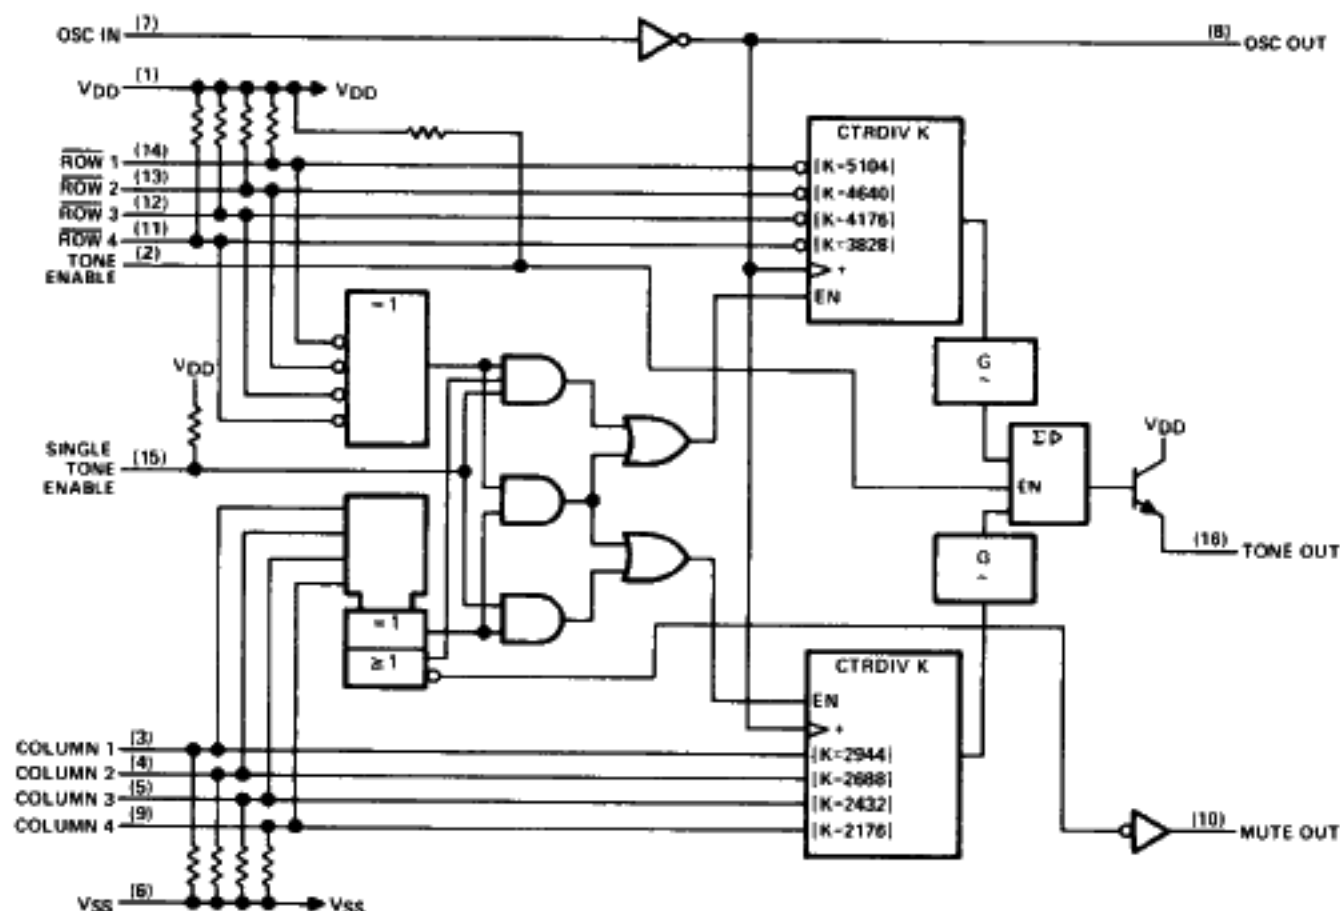 OSC IN (7)
(8) OSC OUT
VDD (1)
VDD
CTRDIV K
ROW 1 (14)
[K-5104]
ROW 2 (13)
[K-4640]
ROW 3 (12)
[K-4176]
ROW 4 (11)
[K=3828]
TONE ENABLE (2)
+
EN
=1
VDD
G
~
SINGLE
TONE (15)
ENABLE
Σ▷
VDD
EN
(16) TONE OUT
G
~
=1
≥1
CTRDIV K
EN
+
COLUMN 1 (3)
[K=2944]
COLUMN 2 (4)
[K-2688]
COLUMN 3 (5)
[K-2432]
COLUMN 4 (9)
[K-2176]
(10) MUTE OUT
VSS (6)
VSS